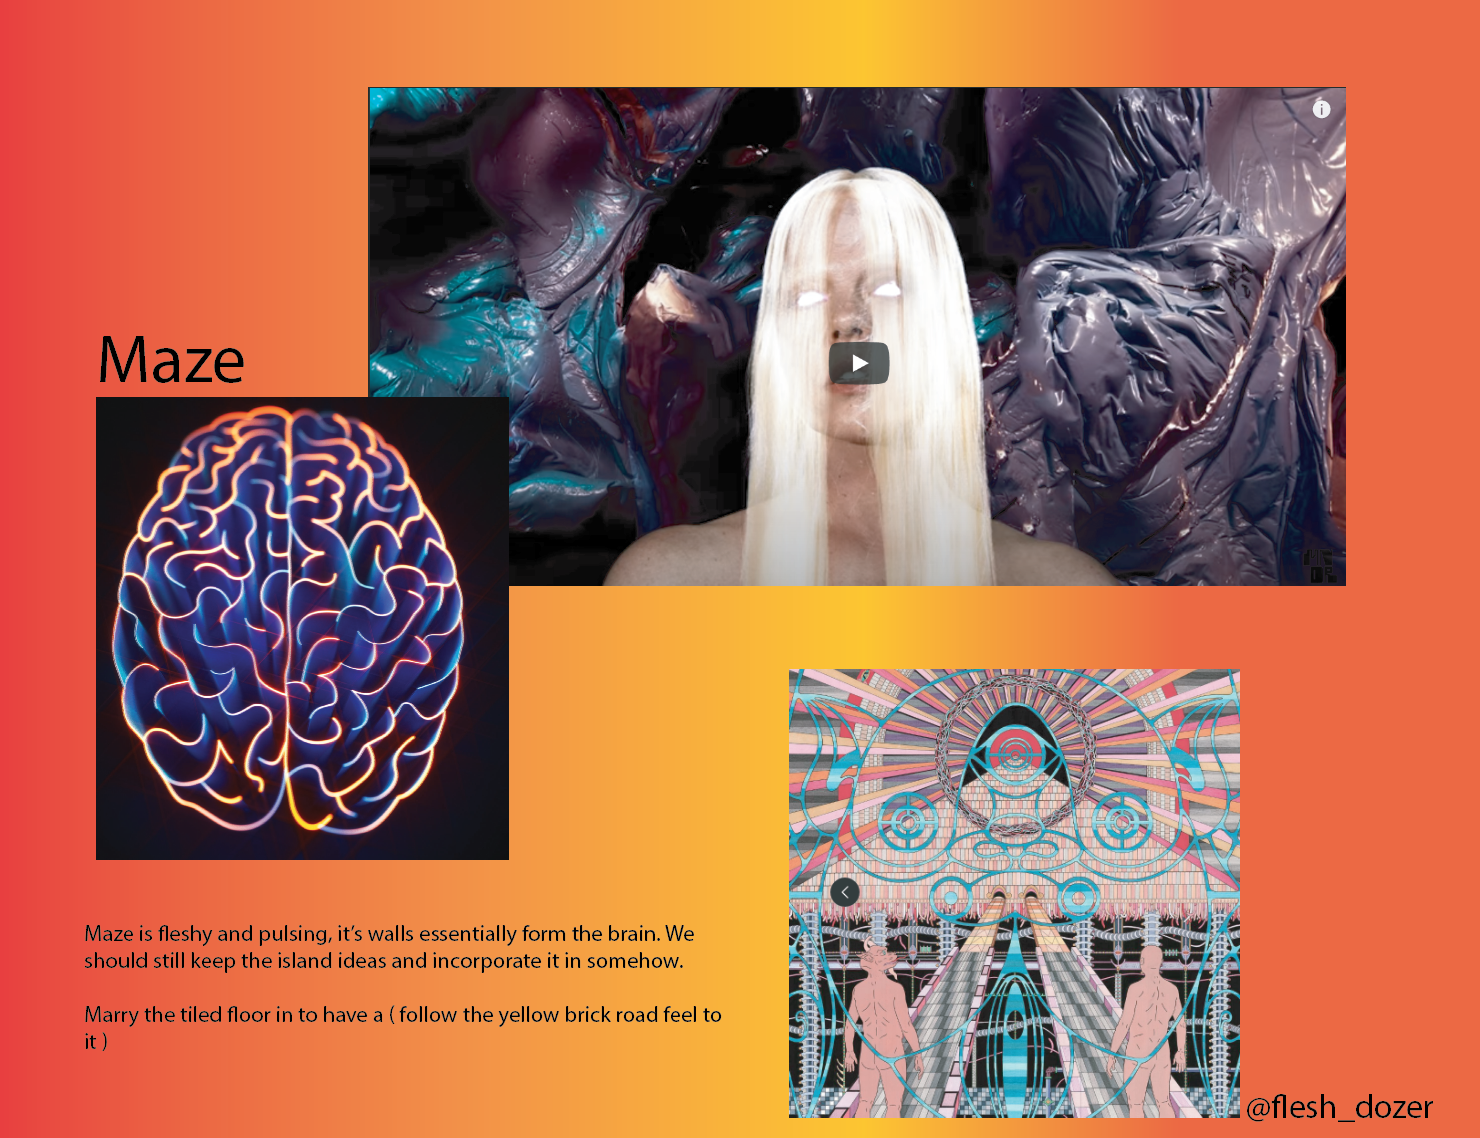 Maze
Maze is fleshy and pulsing, it's walls essentially form the brain. We
should still keep the island ideas and incorporate it in somehow.
Marry the tiled floor in to have a ( follow the yellow brick road feel to
it )
@flesh_dozer